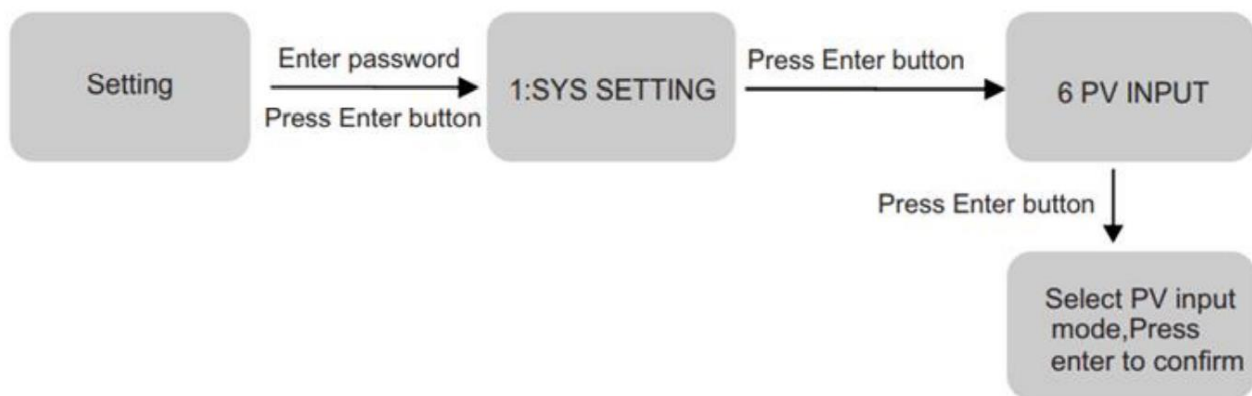 Setting
Enter password
Press Enter button
1:SYS SETTING
Press Enter button
6 PV INPUT
Press Enter button
Select PV input
mode,Press
enter to confirm